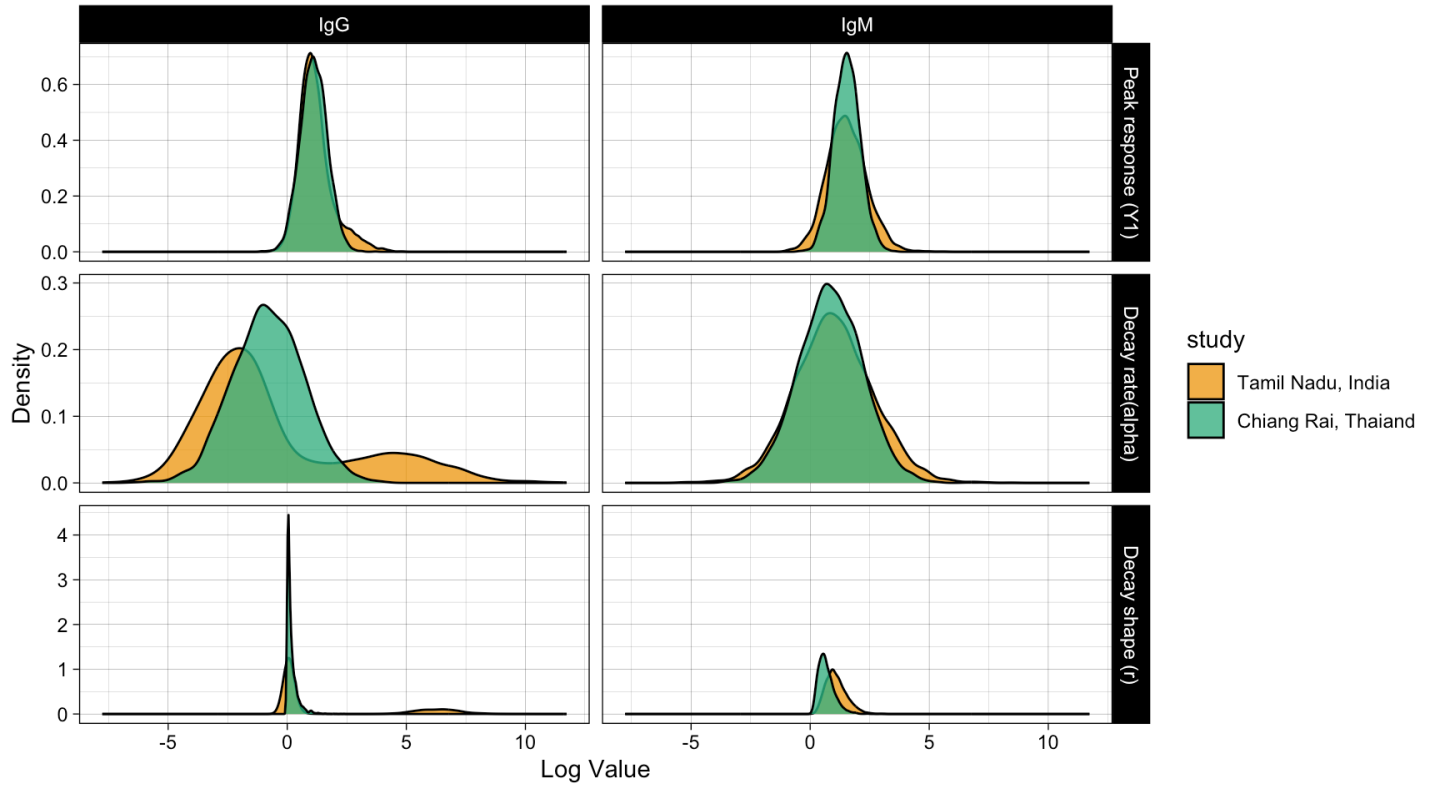 IgG
IgM
Peak response (Y1)
0.6
0.4
0.2
0.0
Decay rate(alpha)
0.3
0.2
0.1
0.0
Decay shape (r)
4
3
2
1
0
-5
0
5
10
-5
0
5
10
Density
Log Value
study
Tamil Nadu, India
Chiang Rai, Thaiand